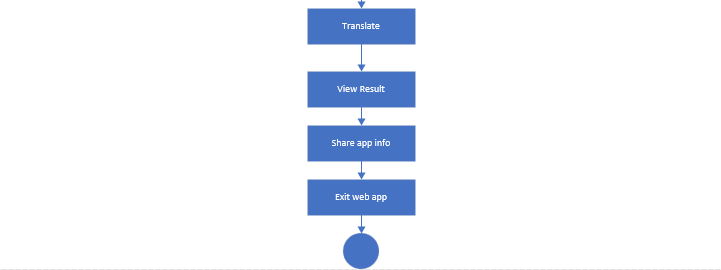 Translate
View Result
Share app info
Exit web app